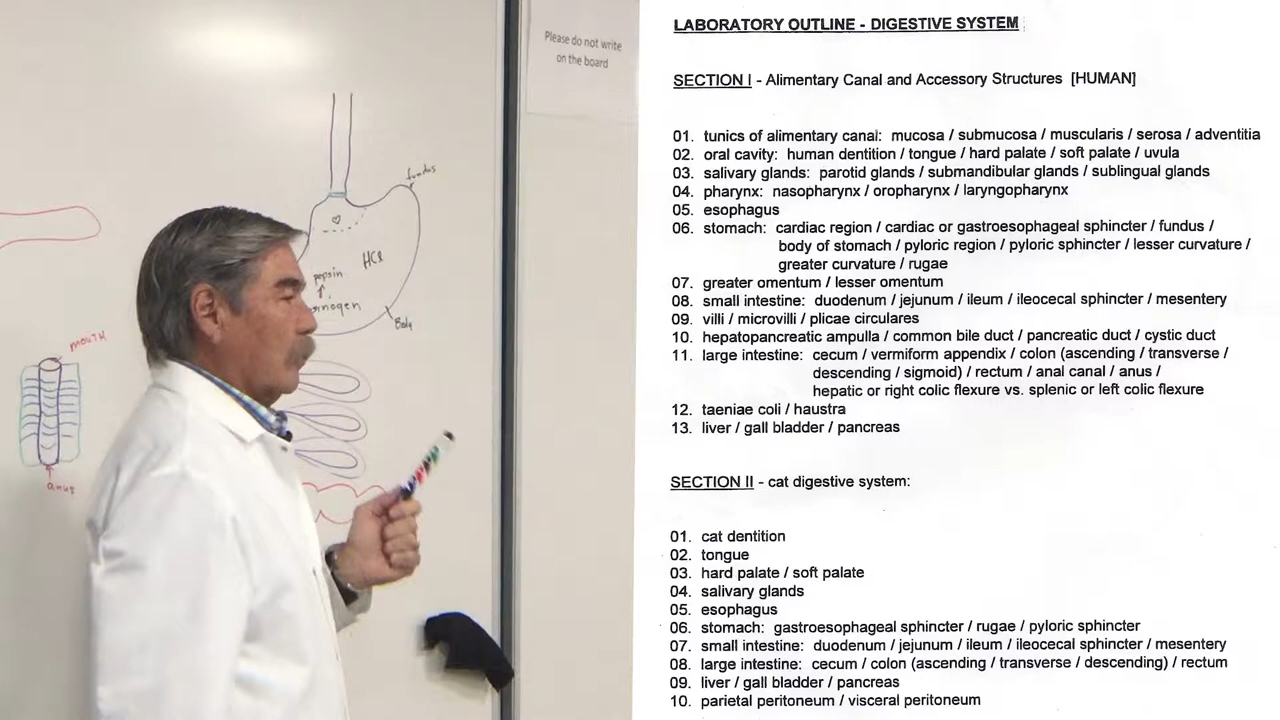 Please do not write
on the board
fundus
HCl
pepsin
Body
mouth
anus
LABORATORY OUTLINE - DIGESTIVE SYSTEM
SECTION I - Alimentary Canal and Accessory Structures [HUMAN]
01. tunics of alimentary canal: mucosa / submucosa / muscularis / serosa / adventitia
02. oral cavity: human dentition / tongue / hard palate / soft palate / uvula
03. salivary glands: parotid glands / submandibular glands / sublingual glands
04. pharynx: nasopharynx / oropharynx / laryngopharynx
05. esophagus
06. stomach: cardiac region / cardiac or gastroesophageal sphincter / fundus /
body of stomach / pyloric region / pyloric sphincter / lesser curvature /
greater curvature / rugae
07. greater omentum / lesser omentum
08. small intestine: duodenum / jejunum / ileum / ileocecal sphincter / mesentery
09. villi / microvilli / plicae circulares
10. hepatopancreatic ampulla / common bile duct / pancreatic duct / cystic duct
11. large intestine: cecum / vermiform appendix / colon (ascending / transverse /
descending / sigmoid) / rectum / anal canal / anus /
hepatic or right colic flexure vs. splenic or left colic flexure
12. taeniae coli / haustra
13. liver / gall bladder / pancreas
SECTION II - cat digestive system:
01. cat dentition
02. tongue
03. hard palate / soft palate
04. salivary glands
05. esophagus
06. stomach: gastroesophageal sphincter / rugae / pyloric sphincter
07. small intestine: duodenum / jejunum / ileum / ileocecal sphincter / mesentery
08. large intestine: cecum / colon (ascending / transverse / descending) / rectum
09. liver / gall bladder / pancreas
10. parietal peritoneum / visceral peritoneum